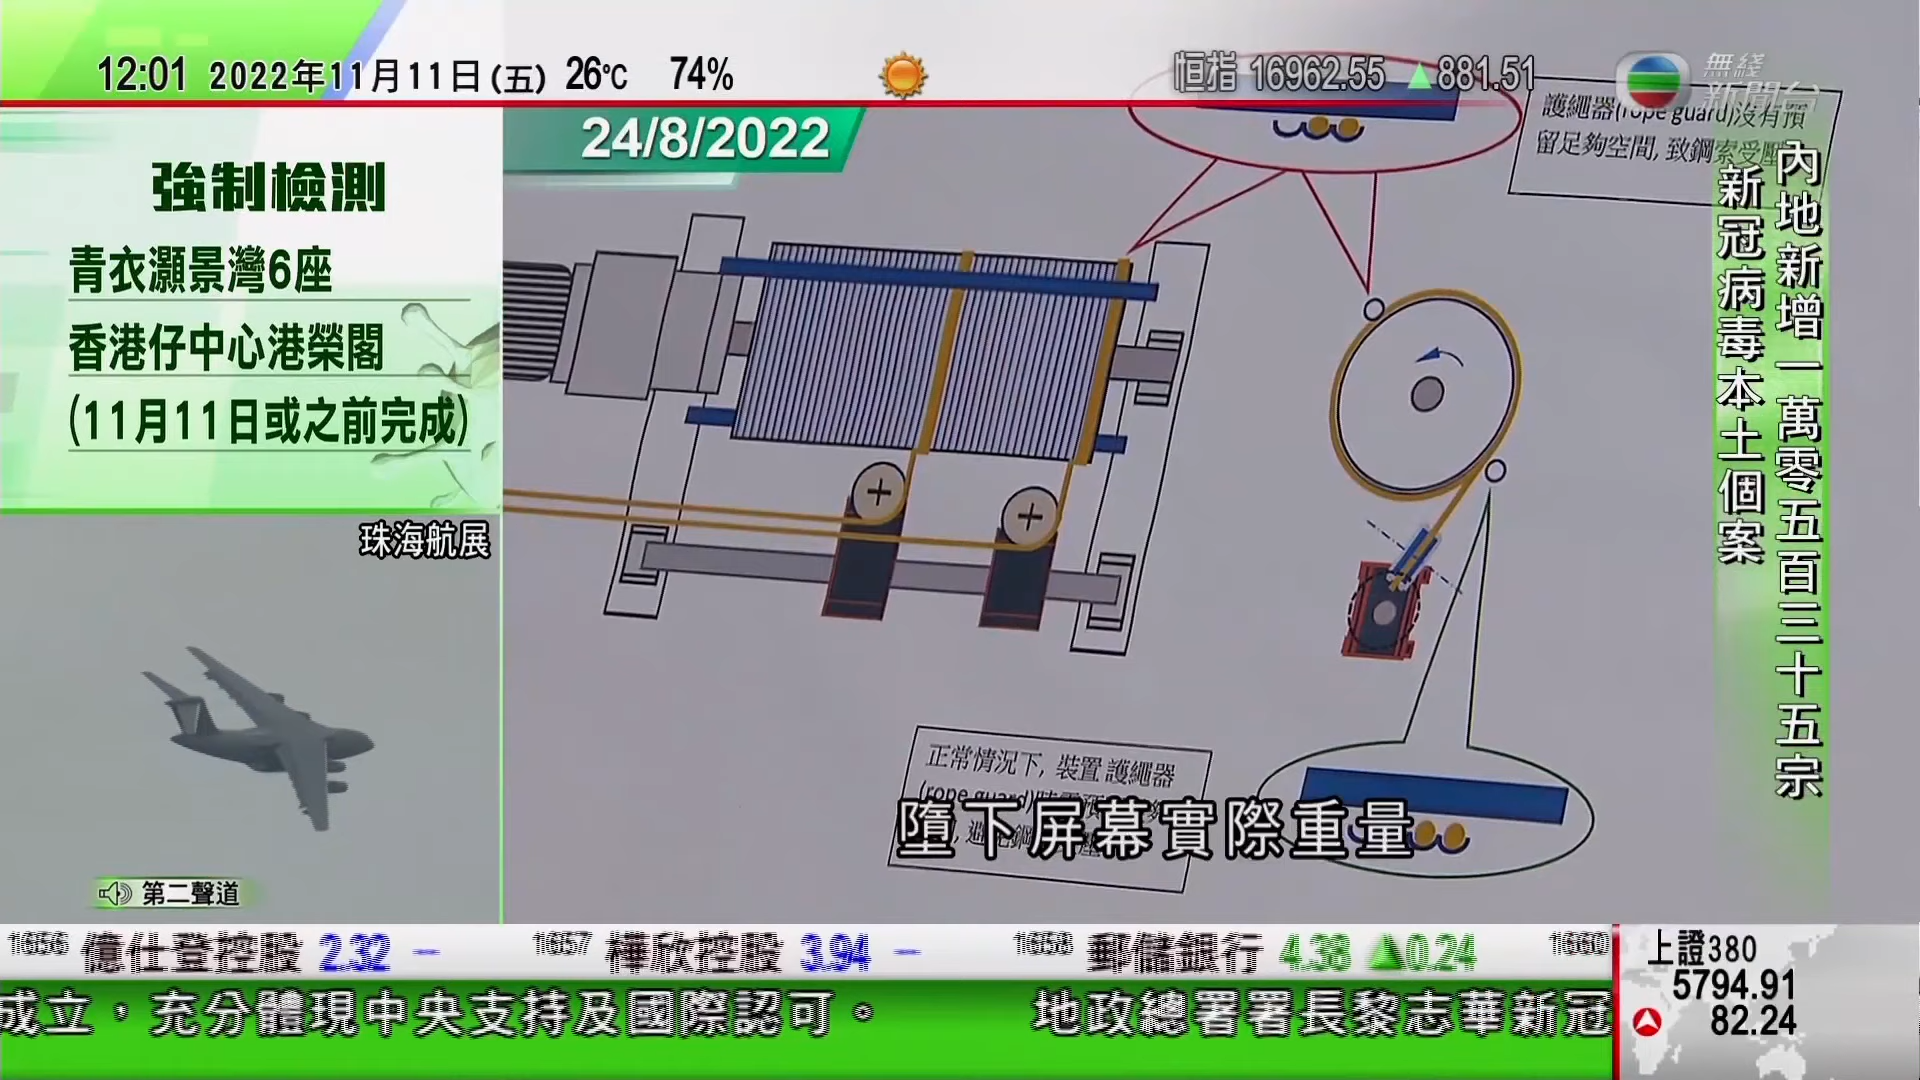 12:01 2022年11月11日(五) 26℃ 74%
恒指 16962.55 ▲881.51
無綫
新聞台
強制檢測
青衣灝景灣6座
香港仔中心港榮閣
(11月11日或之前完成)
24/8/2022
護繩器(rope guard)沒有預
留足夠空間, 致鋼索受壓
內地新增一萬零五百三十五宗
新冠病毒本土個案
珠海航展
第二聲道
正常情況下, 裝置護繩器
(rope guard)
墮下屏幕實際重量
1656 億仕登控股 2.32 – 1657 樺欣控股 3.94 – 1658 郵儲銀行 4.38 ▲0.24 1660
成立，充分體現中央支持及國際認可。 地政總署署長黎志華新冠
上證380
5794.91
82.24